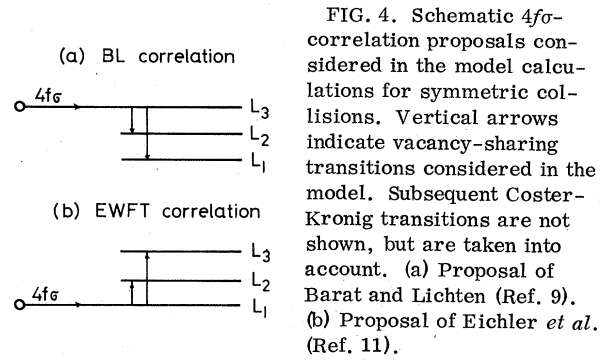 (a) BL correlation
4fσ
L3
L2
L1
(b) EWFT correlation
L3
L2
4fσ
L1
FIG. 4. Schematic 4fσ-
correlation proposals con-
sidered in the model calcu-
lations for symmetric col-
lisions. Vertical arrows
indicate vacancy-sharing
transitions considered in the
model. Subsequent Coster-
Kronig transitions are not
shown, but are taken into
account. (a) Proposal of
Barat and Lichten (Ref. 9).
(b) Proposal of Eichler et al.
(Ref. 11).